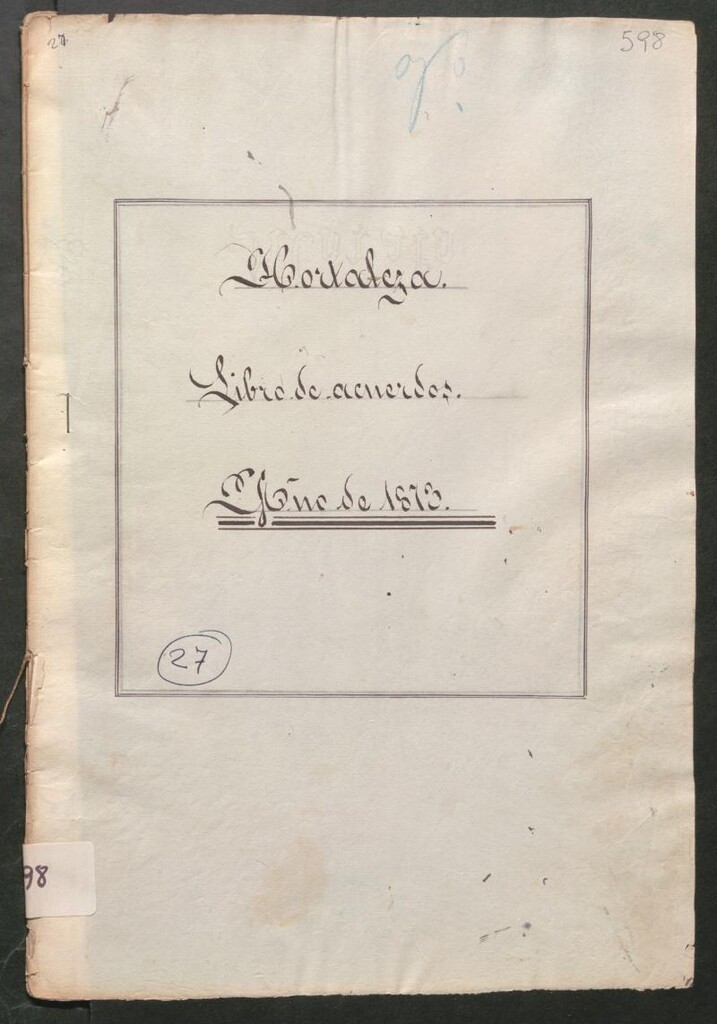 27
598
Hortaleza.
Libro de acuerdos.
Año de 1873.
27
98